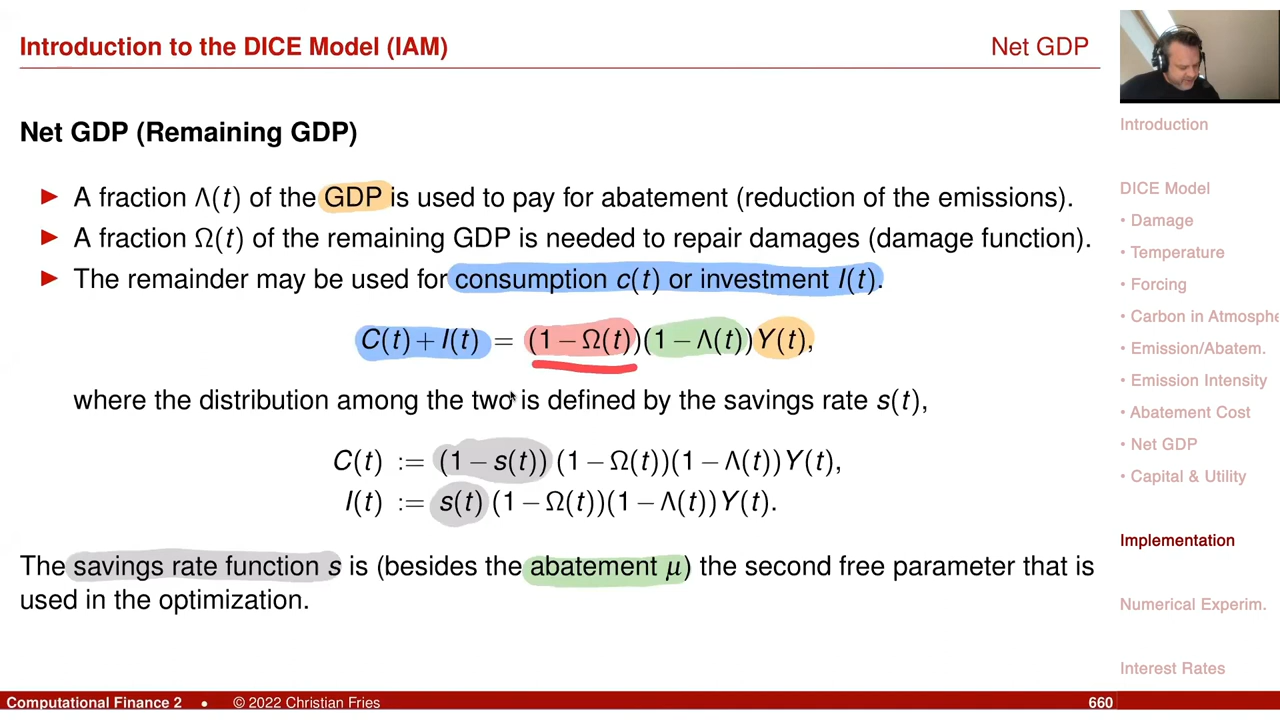 Introduction to the DICE Model (IAM)
Net GDP
Net GDP (Remaining GDP)
► A fraction Λ(t) of the GDP is used to pay for abatement (reduction of the emissions).
► A fraction Ω(t) of the remaining GDP is needed to repair damages (damage function).
► The remainder may be used for consumption c(t) or investment I(t).
C(t) + I(t) = (1 − Ω(t))(1 − Λ(t))Y(t),
where the distribution among the two is defined by the savings rate s(t),
C(t) := (1 − s(t)) (1 − Ω(t))(1 − Λ(t))Y(t),
I(t) := s(t) (1 − Ω(t))(1 − Λ(t))Y(t).
The savings rate function s is (besides the abatement μ) the second free parameter that is
used in the optimization.
Introduction
DICE Model
• Damage
• Temperature
• Forcing
• Carbon in Atmosphe
• Emission/Abatem.
• Emission Intensity
• Abatement Cost
• Net GDP
• Capital & Utility
Implementation
Numerical Experim.
Interest Rates
Computational Finance 2 • © 2022 Christian Fries
660